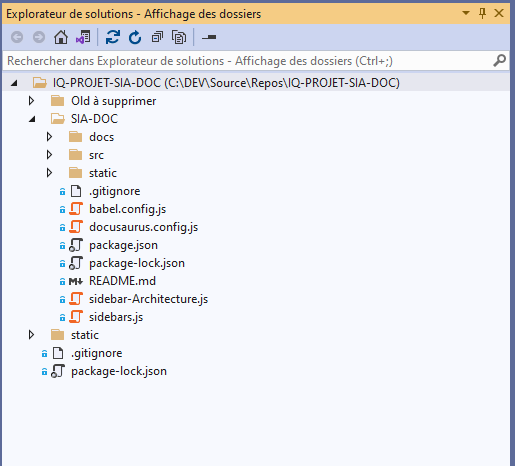 Explorateur de solutions - Affichage des dossiers
Rechercher dans Explorateur de solutions - Affichage des dossiers (Ctrl+;)
IQ-PROJET-SIA-DOC (C:\DEV\Source\Repos\IQ-PROJET-SIA-DOC)
Old à supprimer
SIA-DOC
docs
src
static
.gitignore
babel.config.js
docusaurus.config.js
package.json
package-lock.json
README.md
sidebar-Architecture.js
sidebars.js
static
.gitignore
package-lock.json